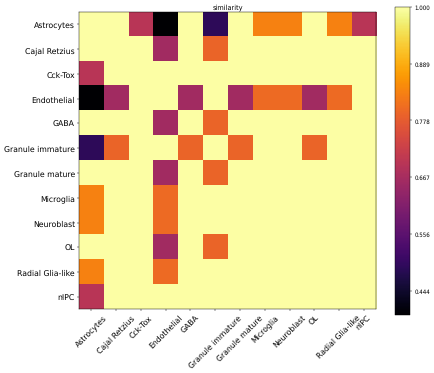 similarity
Astrocytes
Cajal Retzius
Cck-Tox
Endothelial
GABA
Granule immature
Granule mature
Microglia
Neuroblast
OL
Radial Glia-like
nIPC
Astrocytes
Cajal Retzius
Cck-Tox
Endothelial
GABA
Granule immature
Granule mature
Microglia
Neuroblast
OL
Radial Glia-like
nIPC
1.000
0.889
0.778
0.667
0.556
0.444